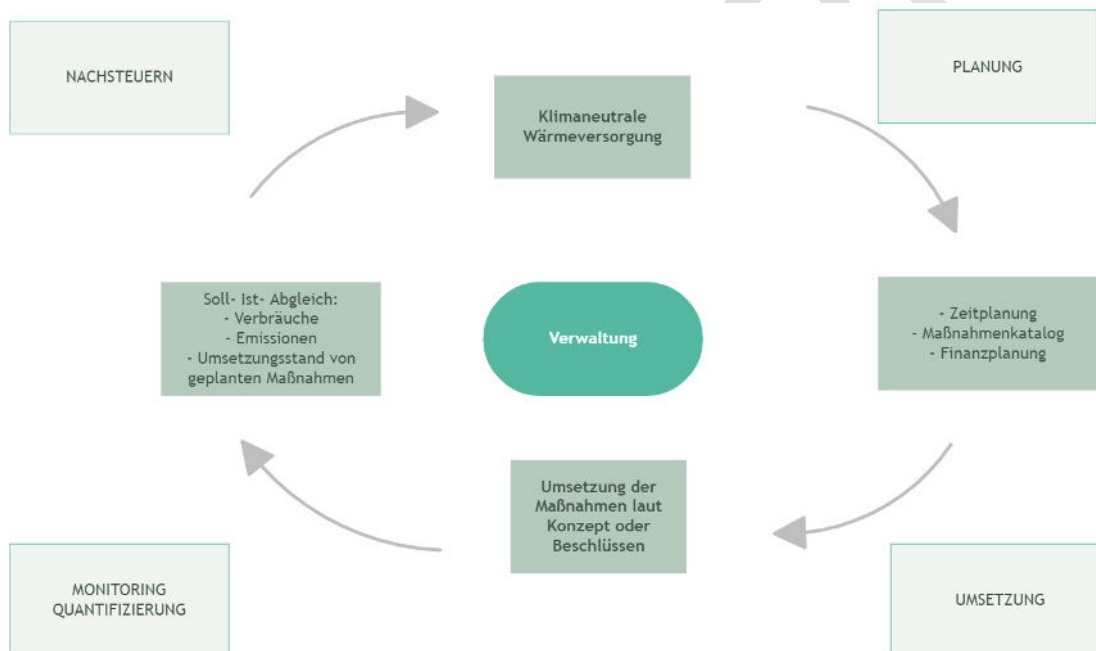 NACHSTEUERN
PLANUNG
Klimaneutrale
Wärmeversorgung
Soll- Ist- Abgleich:
- Verbräuche
- Emissionen
- Umsetzungsstand von
geplanten Maßnahmen
Verwaltung
- Zeitplanung
- Maßnahmenkatalog
- Finanzplanung
Umsetzung der
Maßnahmen laut
Konzept oder
Beschlüssen
MONITORING
QUANTIFIZIERUNG
UMSETZUNG